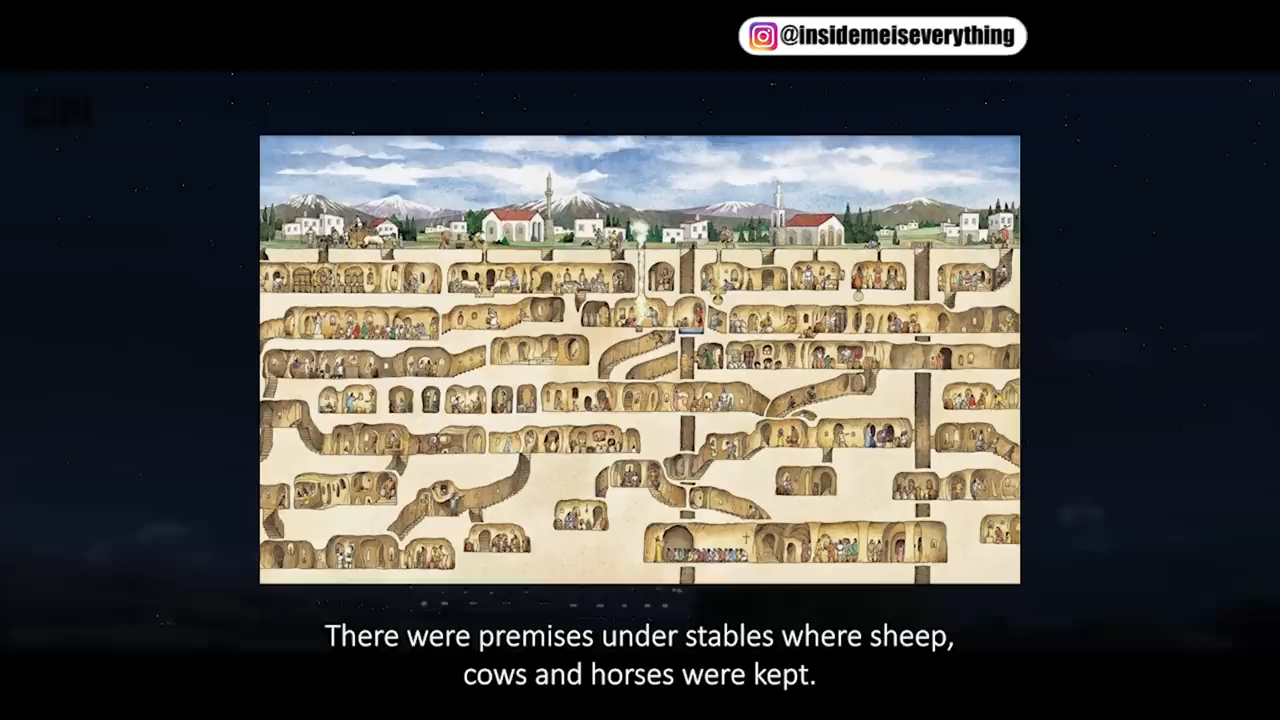 @insidemeiseverything
There were premises under stables where sheep,
cows and horses were kept.